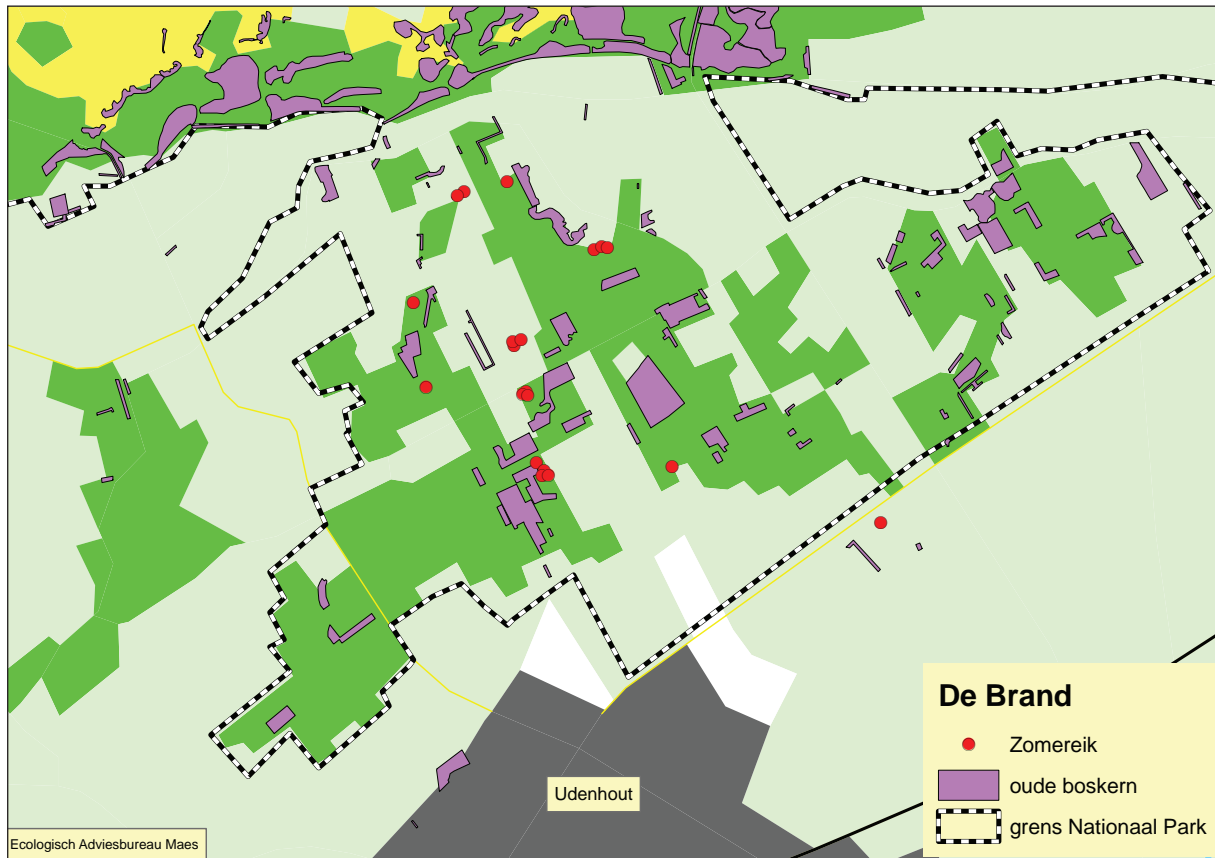 De Brand
Zomereik
oude boskern
grens Nationaal Park
Udenhout
Ecologisch Adviesbureau Maes